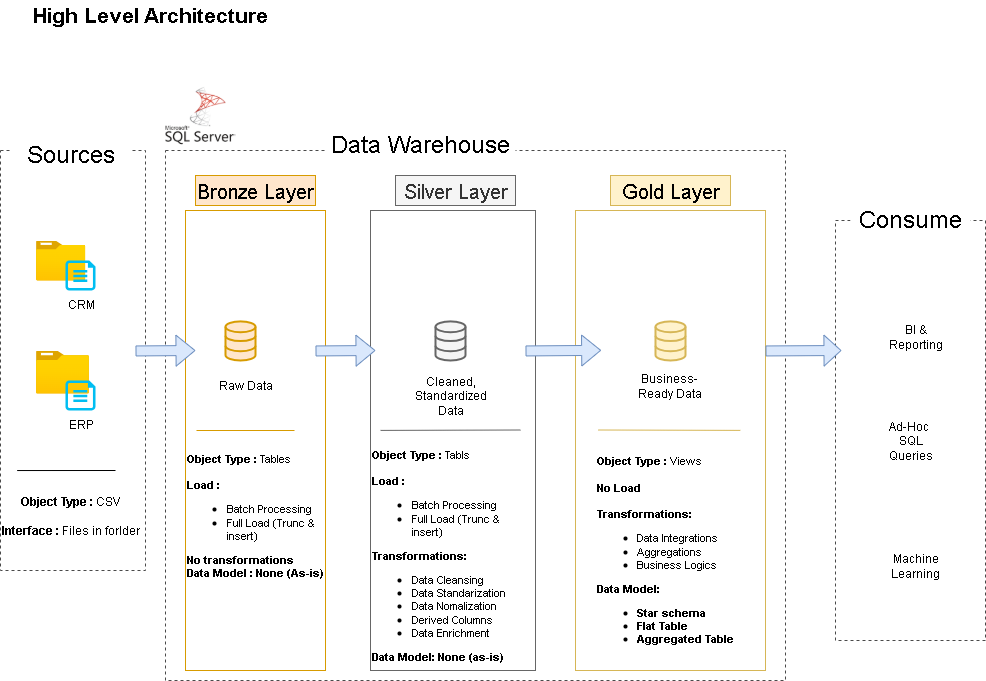 High Level Architecture
Microsoft
SQL Server
Sources
CRM
ERP
Object Type : CSV
Interface : Files in forlder
Data Warehouse
Bronze Layer
Raw Data
Object Type : Tables
Load :
• Batch Processing
• Full Load (Trunc &
insert)
No transformations
Data Model : None (As-is)
Silver Layer
Cleaned,
Standardized
Data
Object Type : Tabls
Load :
• Batch Processing
• Full Load (Trunc &
insert)
Transformations:
• Data Cleansing
• Data Standarization
• Data Nomalization
• Derived Columns
• Data Enrichment
Data Model: None (as-is)
Gold Layer
Business-
Ready Data
Object Type : Views
No Load
Transformations:
• Data Integrations
• Aggregations
• Business Logics
Data Model:
• Star schema
• Flat Table
• Aggregated Table
Consume
BI &
Reporting
Ad-Hoc
SQL
Queries
Machine
Learning